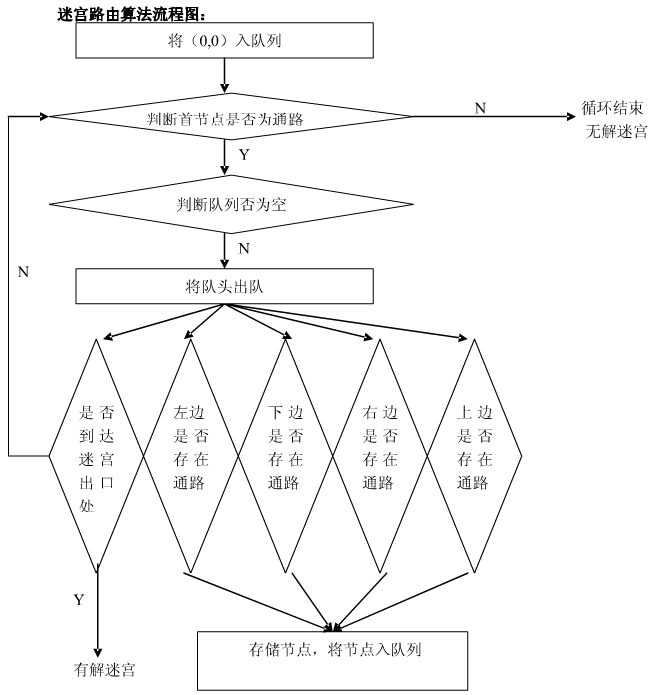 迷宫路由算法流程图：
将（0,0）入队列
判断首节点是否为通路
N
循环结束
无解迷宫
Y
判断队列否为空
N
N
将队头出队
是否
到达
迷宫
出口
处
左边
是否
存在
通路
下边
是否
存在
通路
右边
是否
存在
通路
上边
是否
存在
通路
Y
有解迷宫
存储节点，将节点入队列